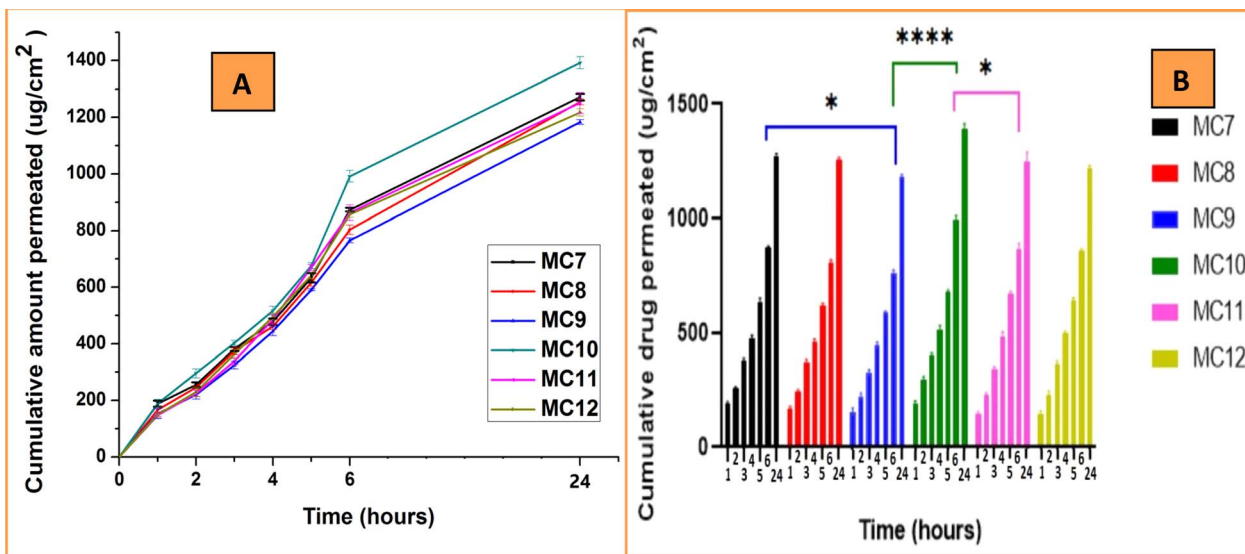 A
Cumulative amount permeated (ug/cm²)
1400
1200
1000
800
600
400
200
0
0 2 4 6 24
Time (hours)
MC7
MC8
MC9
MC10
MC11
MC12
B
Cumulative drug permeated (ug/cm²)
1500
1000
500
0
* **** *
2 4 6 2 4 6 2 4 6 2 4 6 2 4 6 2 4 6
1 3 5 24 1 3 5 24 1 3 5 24 1 3 5 24 1 3 5 24 1 3 5 24
Time (hours)
MC7
MC8
MC9
MC10
MC11
MC12